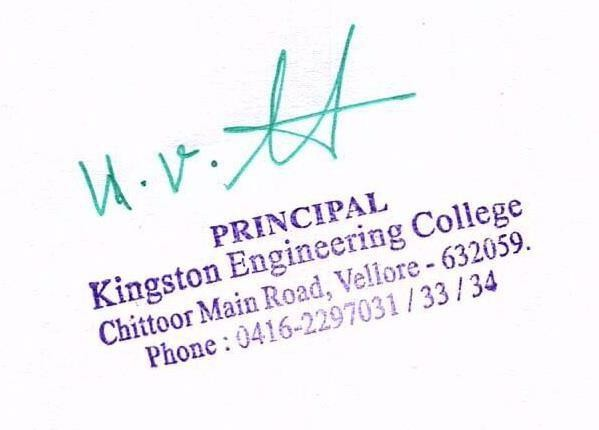 U. V.
PRINCIPAL
Kingston Engineering College
Chittoor Main Road, Vellore - 632059.
Phone : 0416-2297031 / 33 / 34